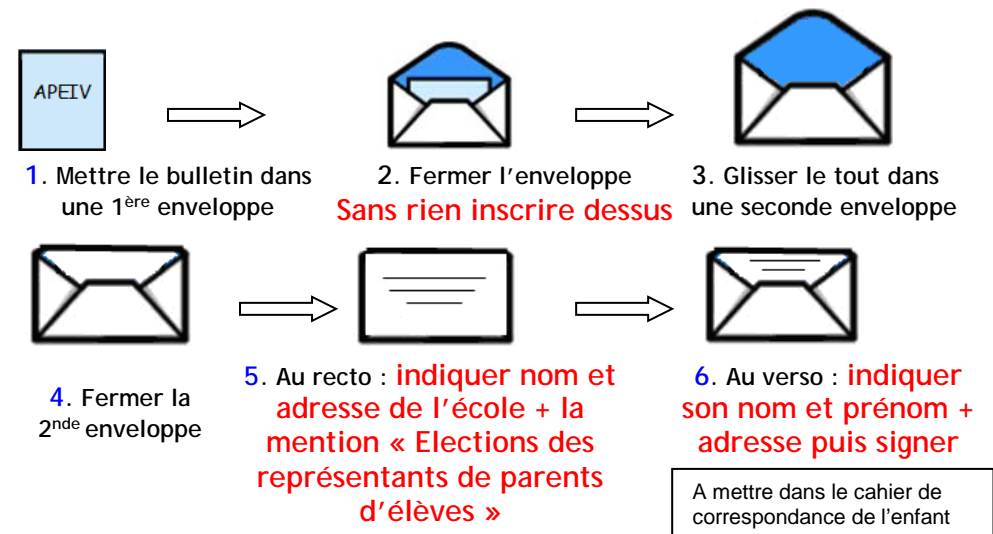 APEIV
1. Mettre le bulletin dans
une 1ère enveloppe
2. Fermer l'enveloppe
Sans rien inscrire dessus
3. Glisser le tout dans
une seconde enveloppe
4. Fermer la
2nde enveloppe
5. Au recto : indiquer nom et
adresse de l'école + la
mention « Elections des
représentants de parents
d'élèves »
6. Au verso : indiquer
son nom et prénom +
adresse puis signer
A mettre dans le cahier de
correspondance de l'enfant